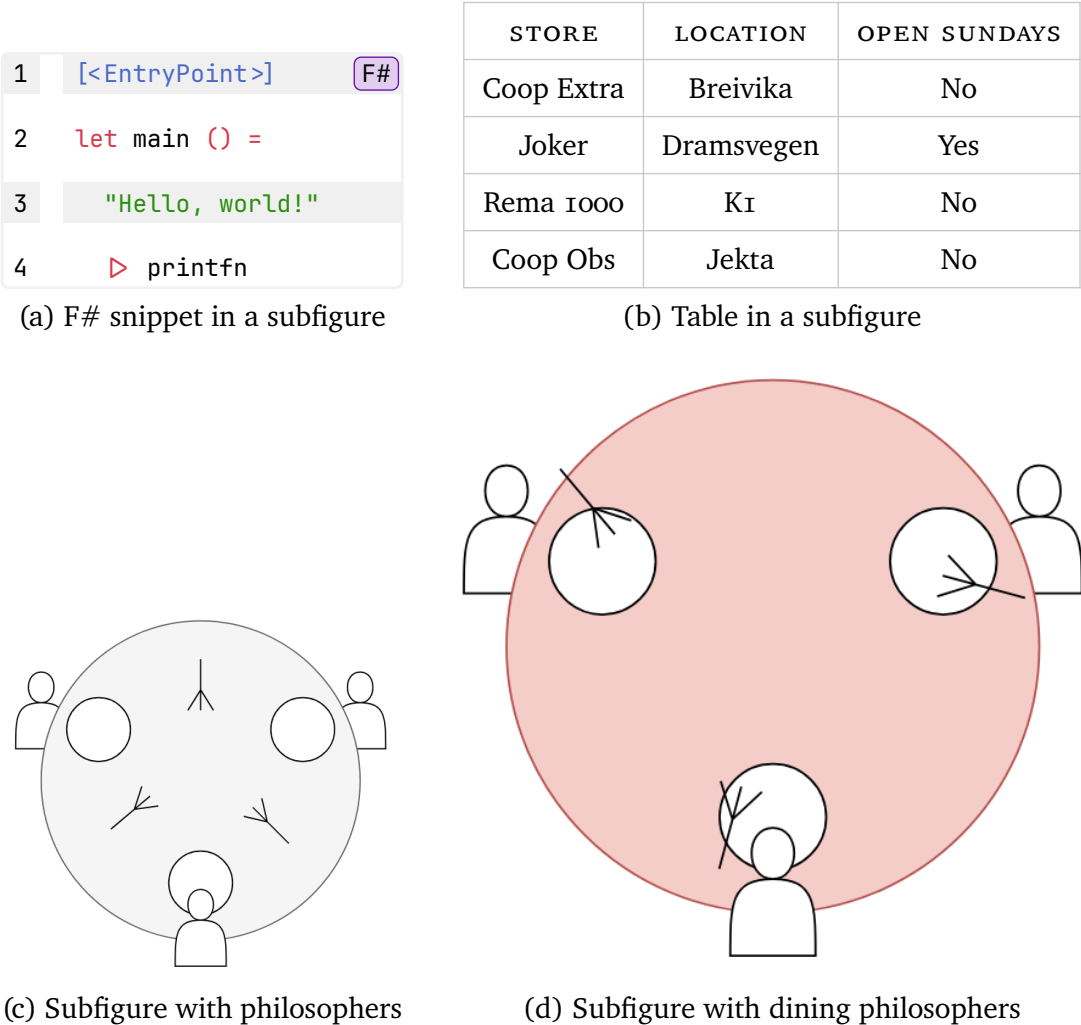 1 [<EntryPoint>] F#
2 let main () =
3 "Hello, world!"
4 ▷ printfn
(a) F# snippet in a subfigure
STORE LOCATION OPEN SUNDAYS
Coop Extra Breivika No
Joker Dramsvegen Yes
Rema 1000 K1 No
Coop Obs Jekta No
(b) Table in a subfigure
(c) Subfigure with philosophers
(d) Subfigure with dining philosophers